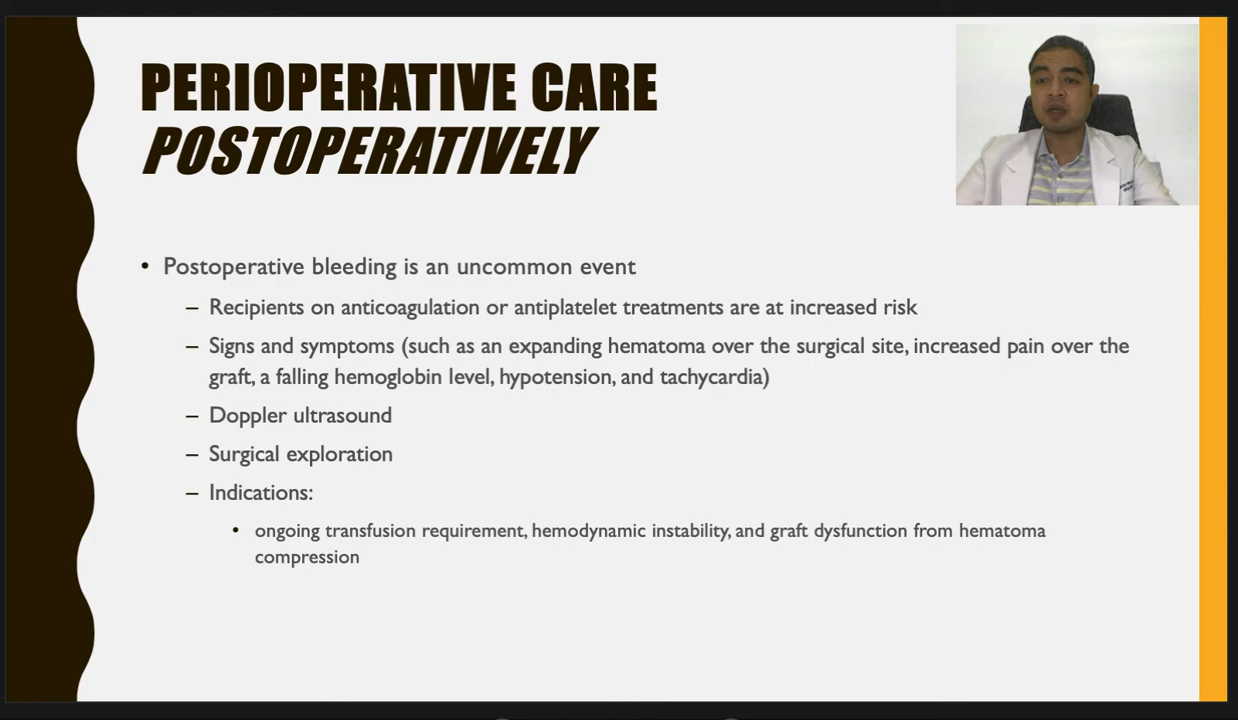 PERIOPERATIVE CARE
POSTOPERATIVELY
• Postoperative bleeding is an uncommon event
– Recipients on anticoagulation or antiplatelet treatments are at increased risk
– Signs and symptoms (such as an expanding hematoma over the surgical site, increased pain over the
graft, a falling hemoglobin level, hypotension, and tachycardia)
– Doppler ultrasound
– Surgical exploration
– Indications:
• ongoing transfusion requirement, hemodynamic instability, and graft dysfunction from hematoma
compression